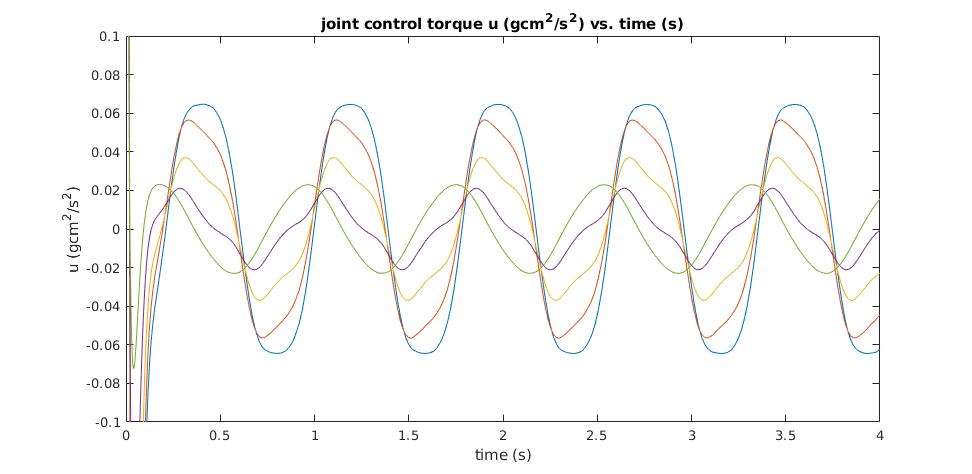 joint control torque u (gcm²/s²) vs. time (s)
0.1
0.08
0.06
0.04
0.02
0
-0.02
-0.04
-0.06
-0.08
-0.1
u (gcm²/s²)
0 0.5 1 1.5 2 2.5 3 3.5 4
time (s)